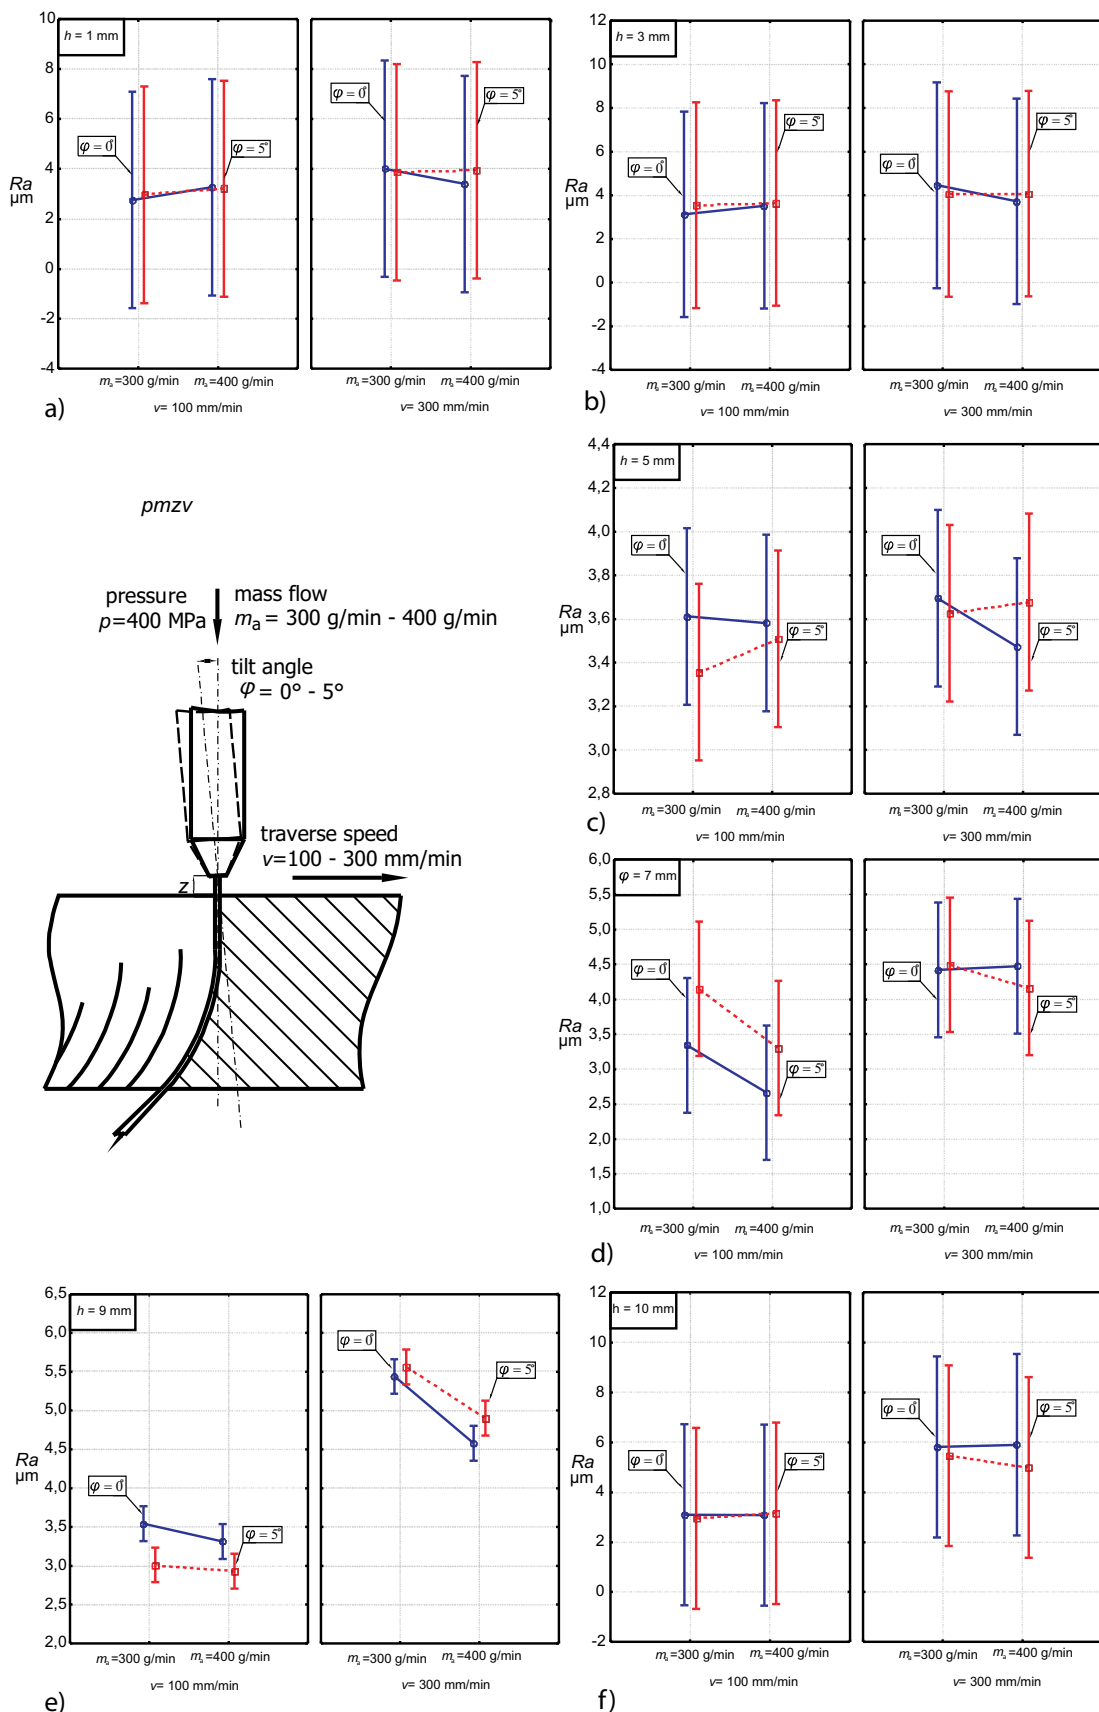 10
8
6
4
2
0
-2
-4
Ra
µm
h = 1 mm
φ = 0°
φ = 5°
φ = 0°
φ = 5°
mₐ=300 g/min
mₐ=400 g/min
mₐ=300 g/min
mₐ=400 g/min
v= 100 mm/min
v= 300 mm/min
a)
12
10
8
6
4
2
0
-2
-4
Ra
µm
h = 3 mm
φ = 0°
φ = 5°
φ = 0°
φ = 5°
mₐ=300 g/min
mₐ=400 g/min
mₐ=300 g/min
mₐ=400 g/min
v= 100 mm/min
v= 300 mm/min
b)
pmzv
pressure
p=400 MPa
mass flow
mₐ = 300 g/min - 400 g/min
tilt angle
φ = 0° - 5°
traverse speed
v=100 - 300 mm/min
z
4,4
4,2
4,0
3,8
3,6
3,4
3,2
3,0
2,8
Ra
µm
h = 5 mm
φ = 0°
φ = 5°
φ = 0°
φ = 5°
mₐ=300 g/min
mₐ=400 g/min
mₐ=300 g/min
mₐ=400 g/min
v= 100 mm/min
v= 300 mm/min
c)
6,0
5,5
5,0
4,5
4,0
3,5
3,0
2,5
2,0
1,5
1,0
Ra
µm
φ = 7 mm
φ = 0°
φ = 5°
φ = 0°
φ = 5°
mₐ=300 g/min
mₐ=400 g/min
mₐ=300 g/min
mₐ=400 g/min
v= 100 mm/min
v= 300 mm/min
d)
6,5
6,0
5,5
5,0
4,5
4,0
3,5
3,0
2,5
2,0
Ra
µm
h = 9 mm
φ = 0°
φ = 5°
φ = 0°
φ = 5°
mₐ=300 g/min
mₐ=400 g/min
mₐ=300 g/min
mₐ=400 g/min
v= 100 mm/min
v= 300 mm/min
e)
12
10
8
6
4
2
0
-2
Ra
µm
h = 10 mm
φ = 0°
φ = 5°
φ = 0°
φ = 5°
mₐ=300 g/min
mₐ=400 g/min
mₐ=300 g/min
mₐ=400 g/min
v= 100 mm/min
v= 300 mm/min
f)